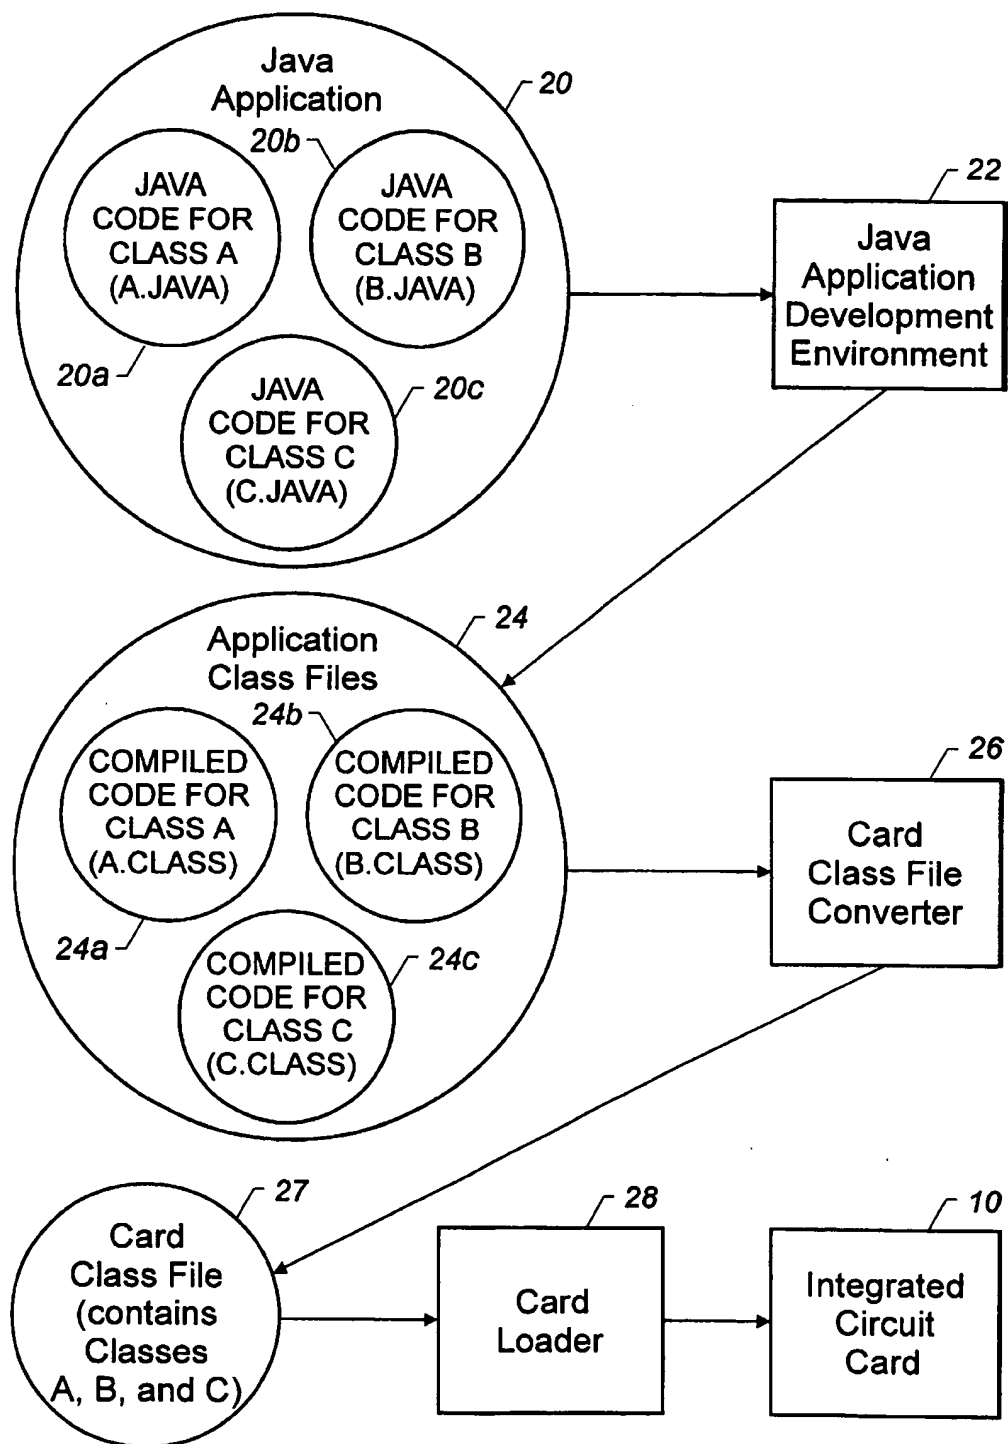 Java
Application
20
20b
JAVA
CODE FOR
CLASS A
(A.JAVA)
JAVA
CODE FOR
CLASS B
(B.JAVA)
20a
JAVA
CODE FOR
CLASS C
(C.JAVA)
20c
22
Java
Application
Development
Environment
24
Application
Class Files
24b
COMPILED
CODE FOR
CLASS A
(A.CLASS)
COMPILED
CODE FOR
CLASS B
(B.CLASS)
24a
COMPILED
CODE FOR
CLASS C
(C.CLASS)
24c
26
Card
Class File
Converter
27
Card
Class File
(contains
Classes
A, B, and C)
28
Card
Loader
10
Integrated
Circuit
Card